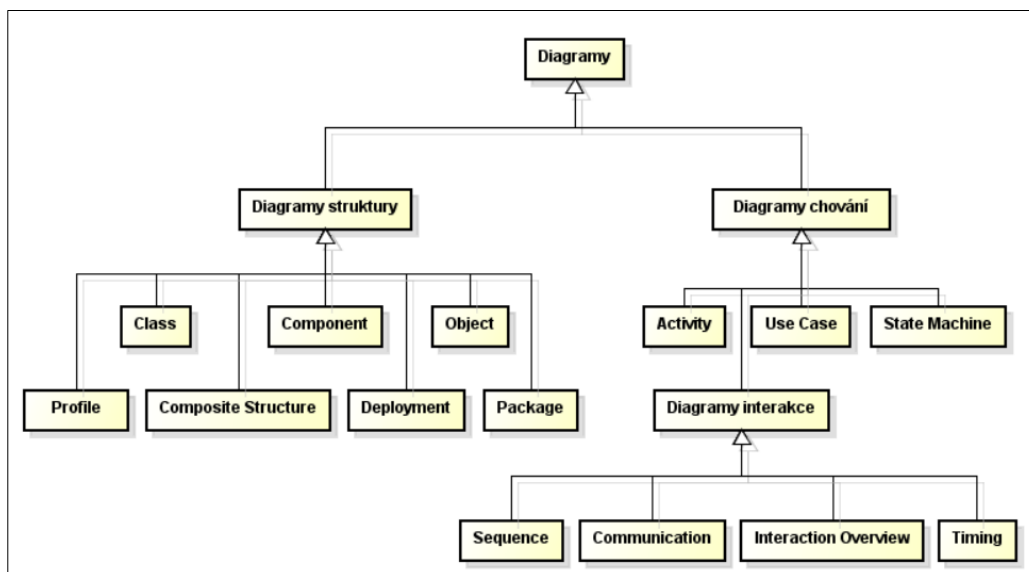 Diagramy
Diagramy struktury
Diagramy chování
Class
Component
Object
Activity
Use Case
State Machine
Profile
Composite Structure
Deployment
Package
Diagramy interakce
Sequence
Communication
Interaction Overview
Timing